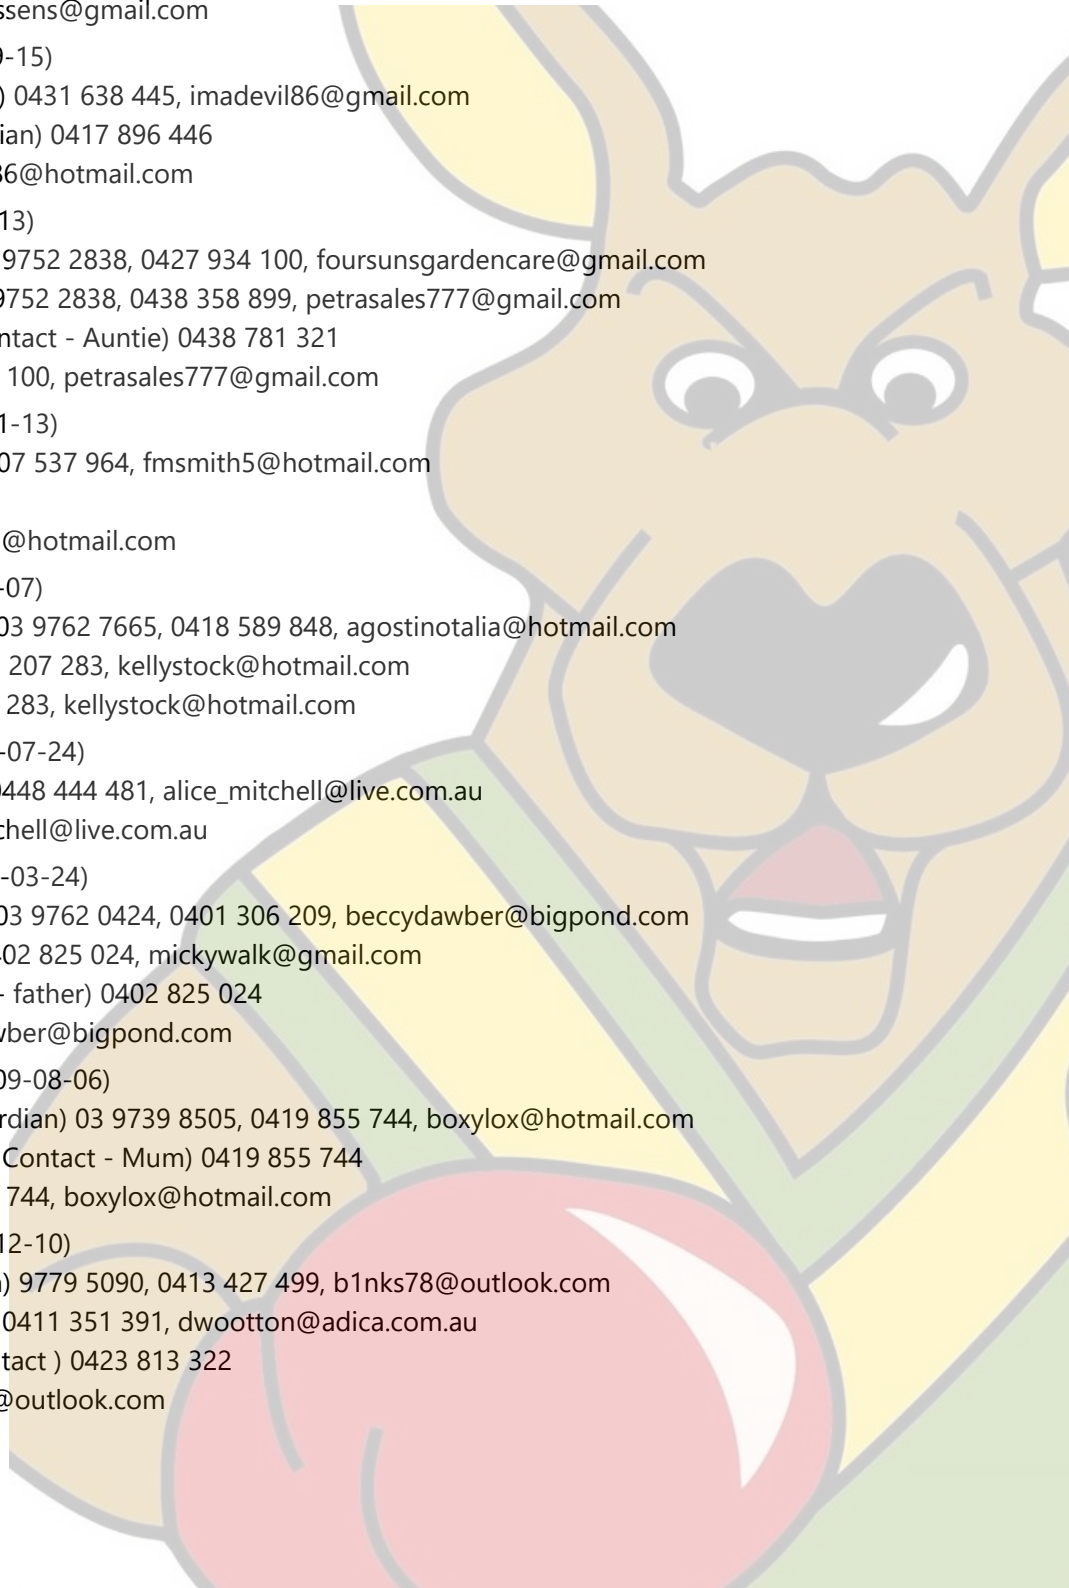 ssens@gmail.com
9-15)
) 0431 638 445, imadevil86@gmail.com
ian) 0417 896 446
86@hotmail.com
13)
9752 2838, 0427 934 100, foursunsgardencare@gmail.com
9752 2838, 0438 358 899, petrasales777@gmail.com
ntact - Auntie) 0438 781 321
100, petrasales777@gmail.com
1-13)
07 537 964, fmsmith5@hotmail.com
@hotmail.com
-07)
03 9762 7665, 0418 589 848, agostinotalia@hotmail.com
207 283, kellystock@hotmail.com
283, kellystock@hotmail.com
-07-24)
0448 444 481, alice_mitchell@live.com.au
chell@live.com.au
-03-24)
03 9762 0424, 0401 306 209, beccydawber@bigpond.com
402 825 024, mickywalk@gmail.com
- father) 0402 825 024
wber@bigpond.com
09-08-06)
rdian) 03 9739 8505, 0419 855 744, boxylox@hotmail.com
Contact - Mum) 0419 855 744
744, boxylox@hotmail.com
12-10)
n) 9779 5090, 0413 427 499, b1nks78@outlook.com
0411 351 391, dwootton@adica.com.au
tact ) 0423 813 322
@outlook.com